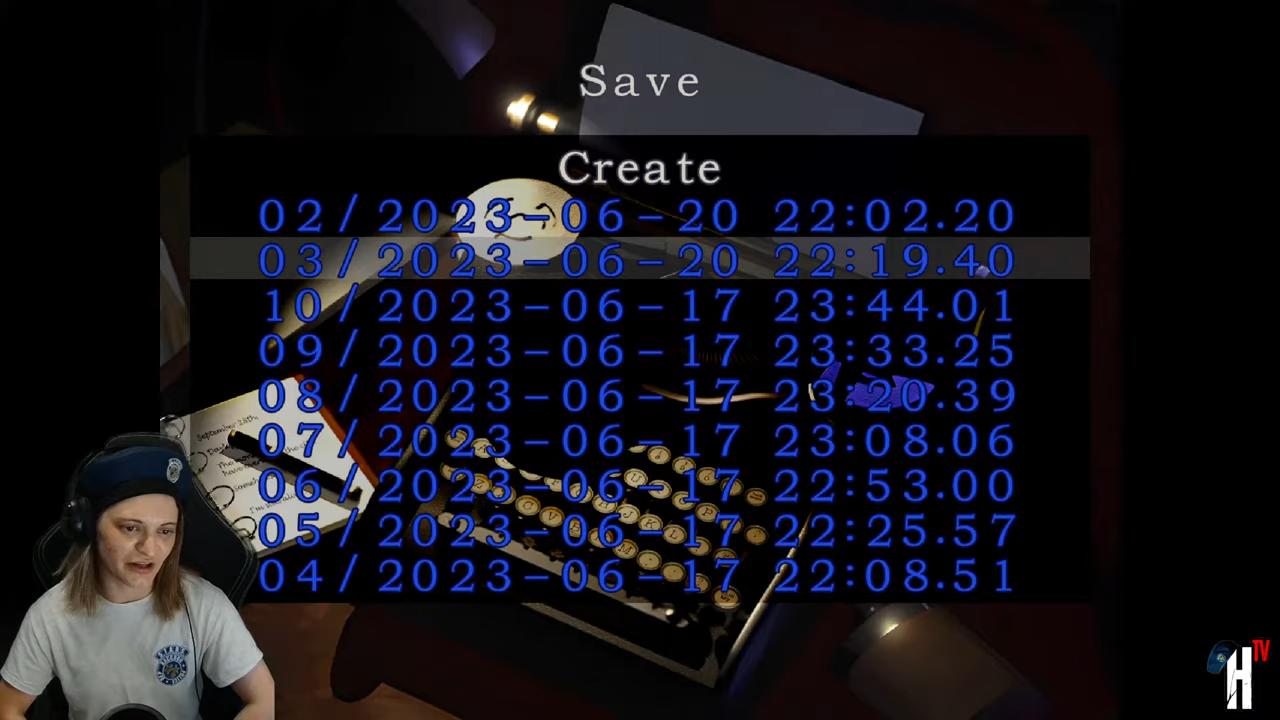 Save
Create
02/2023-06-20 22:02.20
03/2023-06-20 22:19.40
10/2023-06-17 23:44.01
09/2023-06-17 23:33.25
08/2023-06-17 23:20.39
07/2023-06-17 23:08.06
06/2023-06-17 22:53.00
05/2023-06-17 22:25.57
04/2023-06-17 22:08.51
September 28th
H TV